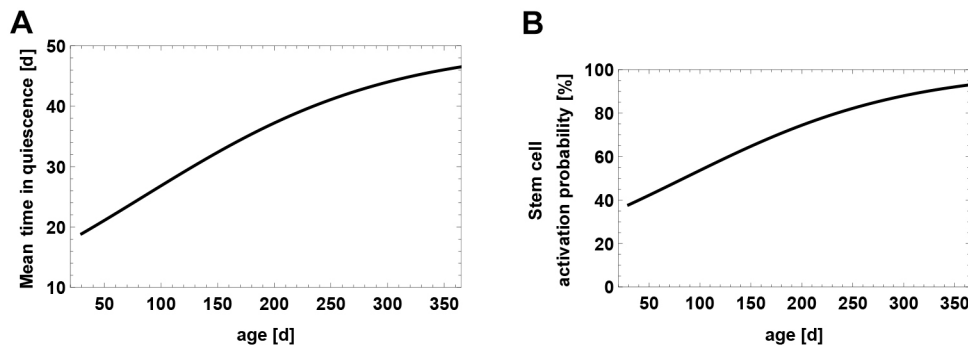 A
Mean time in quiescence [d]
50
40
30
20
10
50 100 150 200 250 300 350
age [d]
B
Stem cell
activation probability [%]
100
80
60
40
20
0
50 100 150 200 250 300 350
age [d]